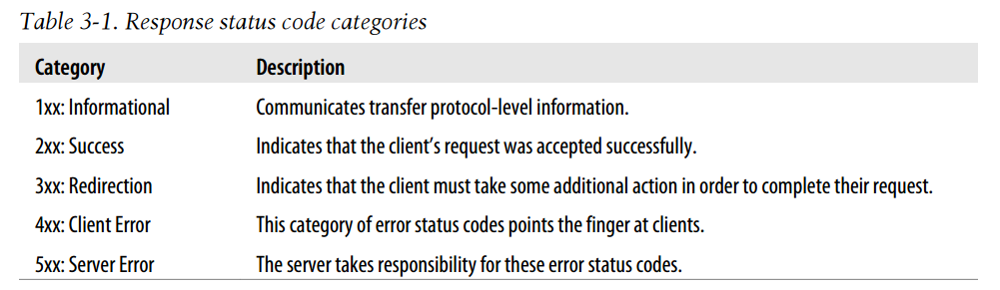 Table 3-1. Response status code categories
Category Description
1xx: Informational Communicates transfer protocol-level information.
2xx: Success Indicates that the client’s request was accepted successfully.
3xx: Redirection Indicates that the client must take some additional action in order to complete their request.
4xx: Client Error This category of error status codes points the finger at clients.
5xx: Server Error The server takes responsibility for these error status codes.